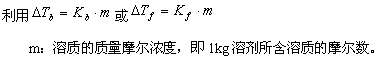 利用ΔT_b = K_b · m 或ΔT_f = K_f · m
m：溶质的质量摩尔浓度，即 1kg溶剂所含溶质的摩尔数。